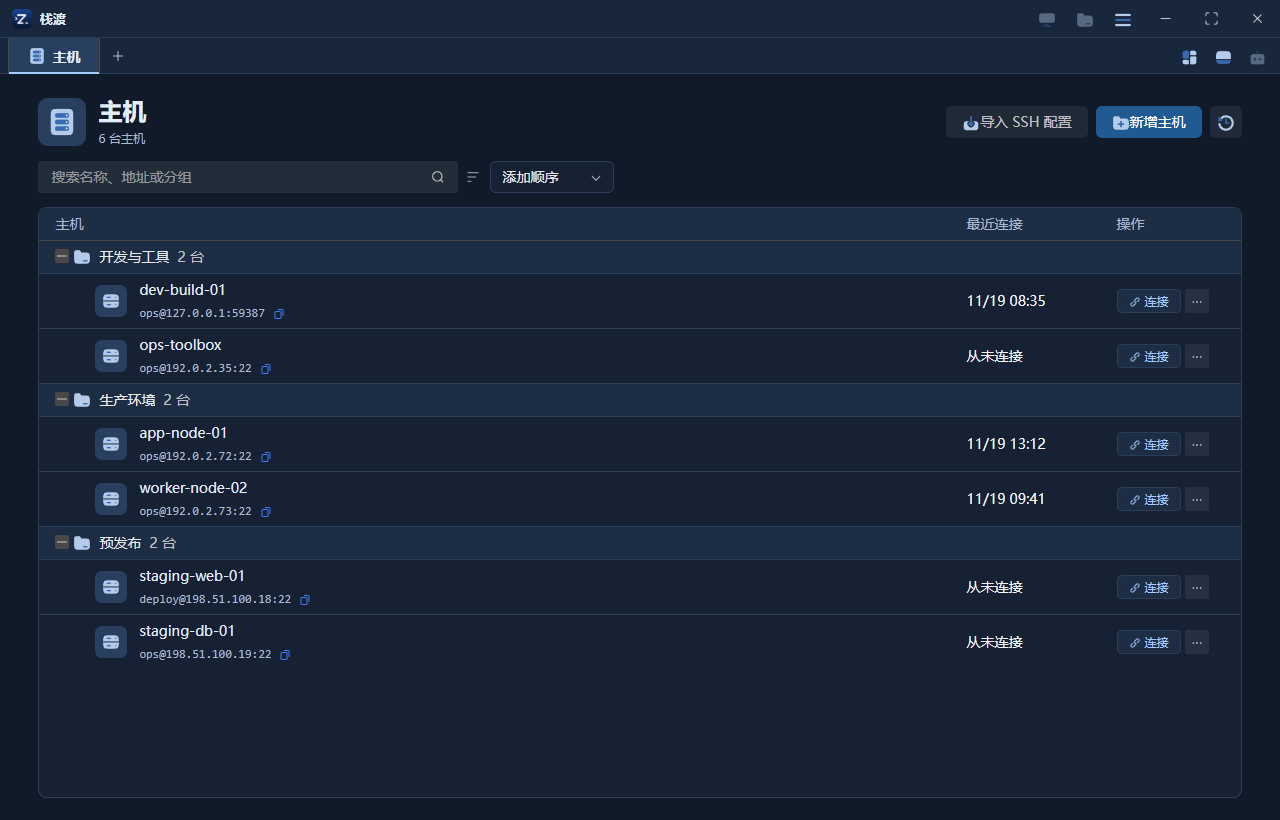 Z. 栈渡
主机
主机
6 台主机
导入 SSH 配置
新增主机
搜索名称、地址或分组
添加顺序
主机 最近连接 操作
开发与工具 2 台
dev-build-01
ops@127.0.0.1:59387
11/19 08:35
连接
ops-toolbox
ops@192.0.2.35:22
从未连接
连接
生产环境 2 台
app-node-01
ops@192.0.2.72:22
11/19 13:12
连接
worker-node-02
ops@192.0.2.73:22
11/19 09:41
连接
预发布 2 台
staging-web-01
deploy@198.51.100.18:22
从未连接
连接
staging-db-01
ops@198.51.100.19:22
从未连接
连接